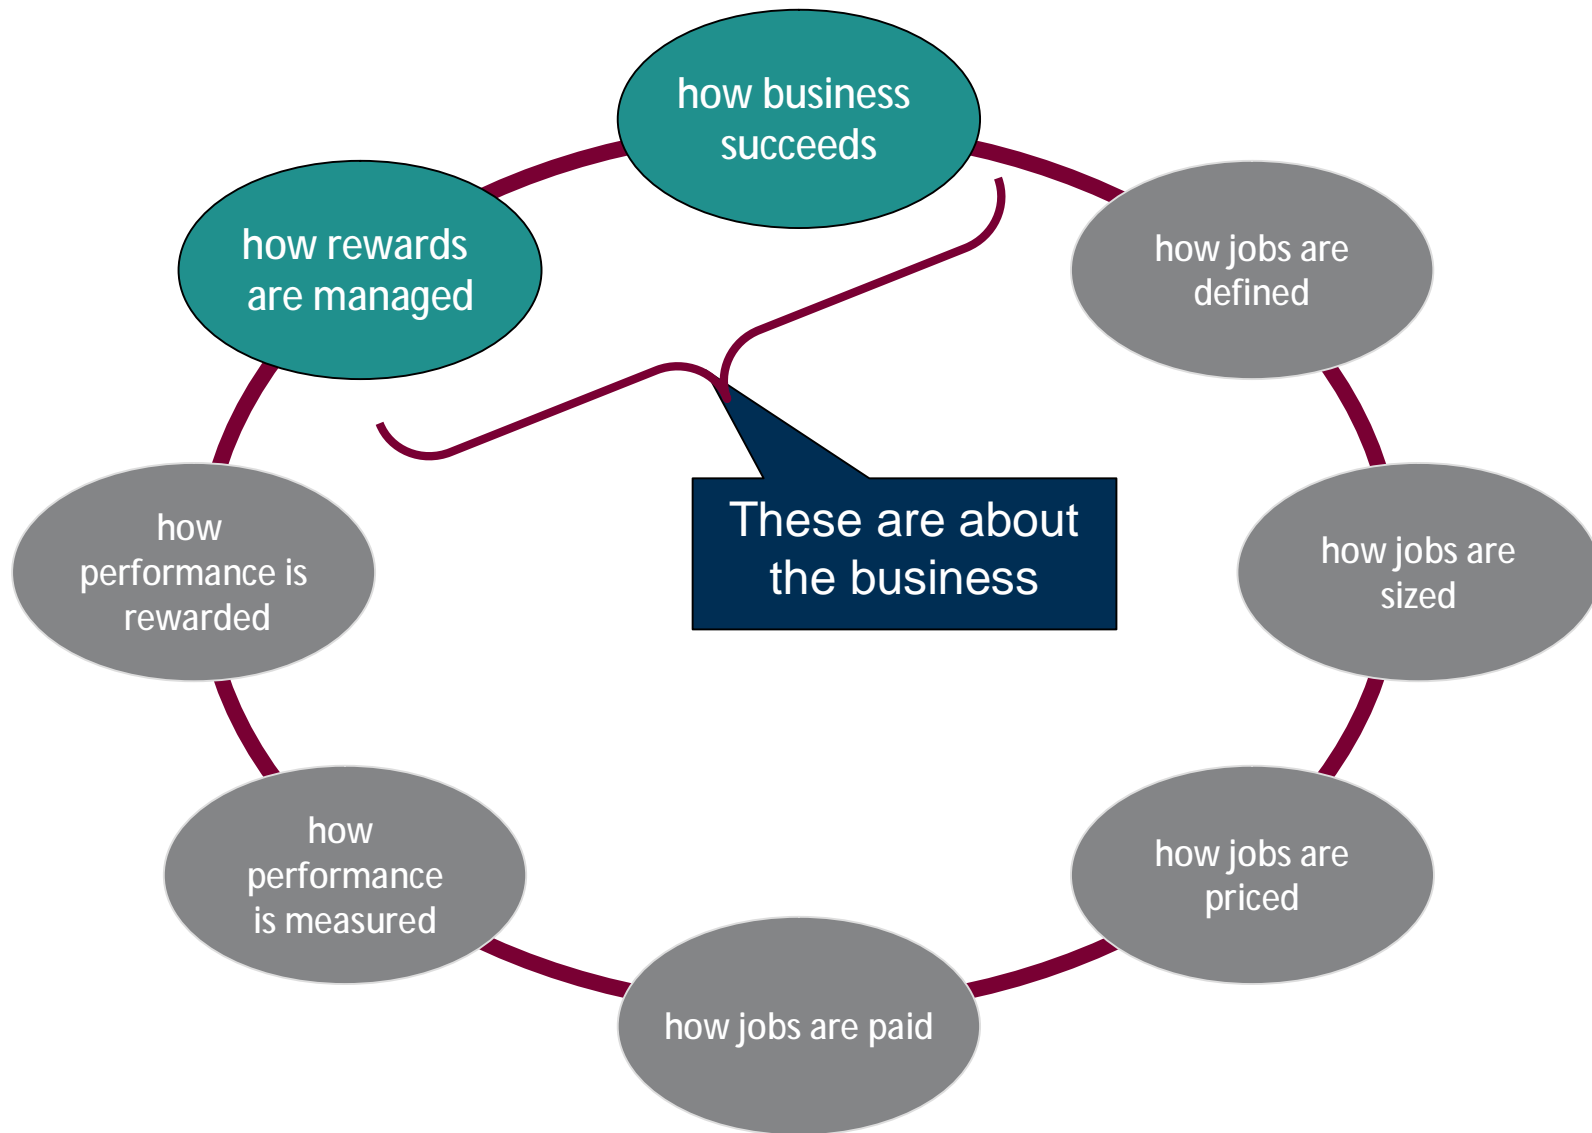 how business
succeeds
how rewards
are managed
how jobs are
defined
These are about
the business
how
performance is
rewarded
how jobs are
sized
how
performance
is measured
how jobs are
priced
how jobs are paid